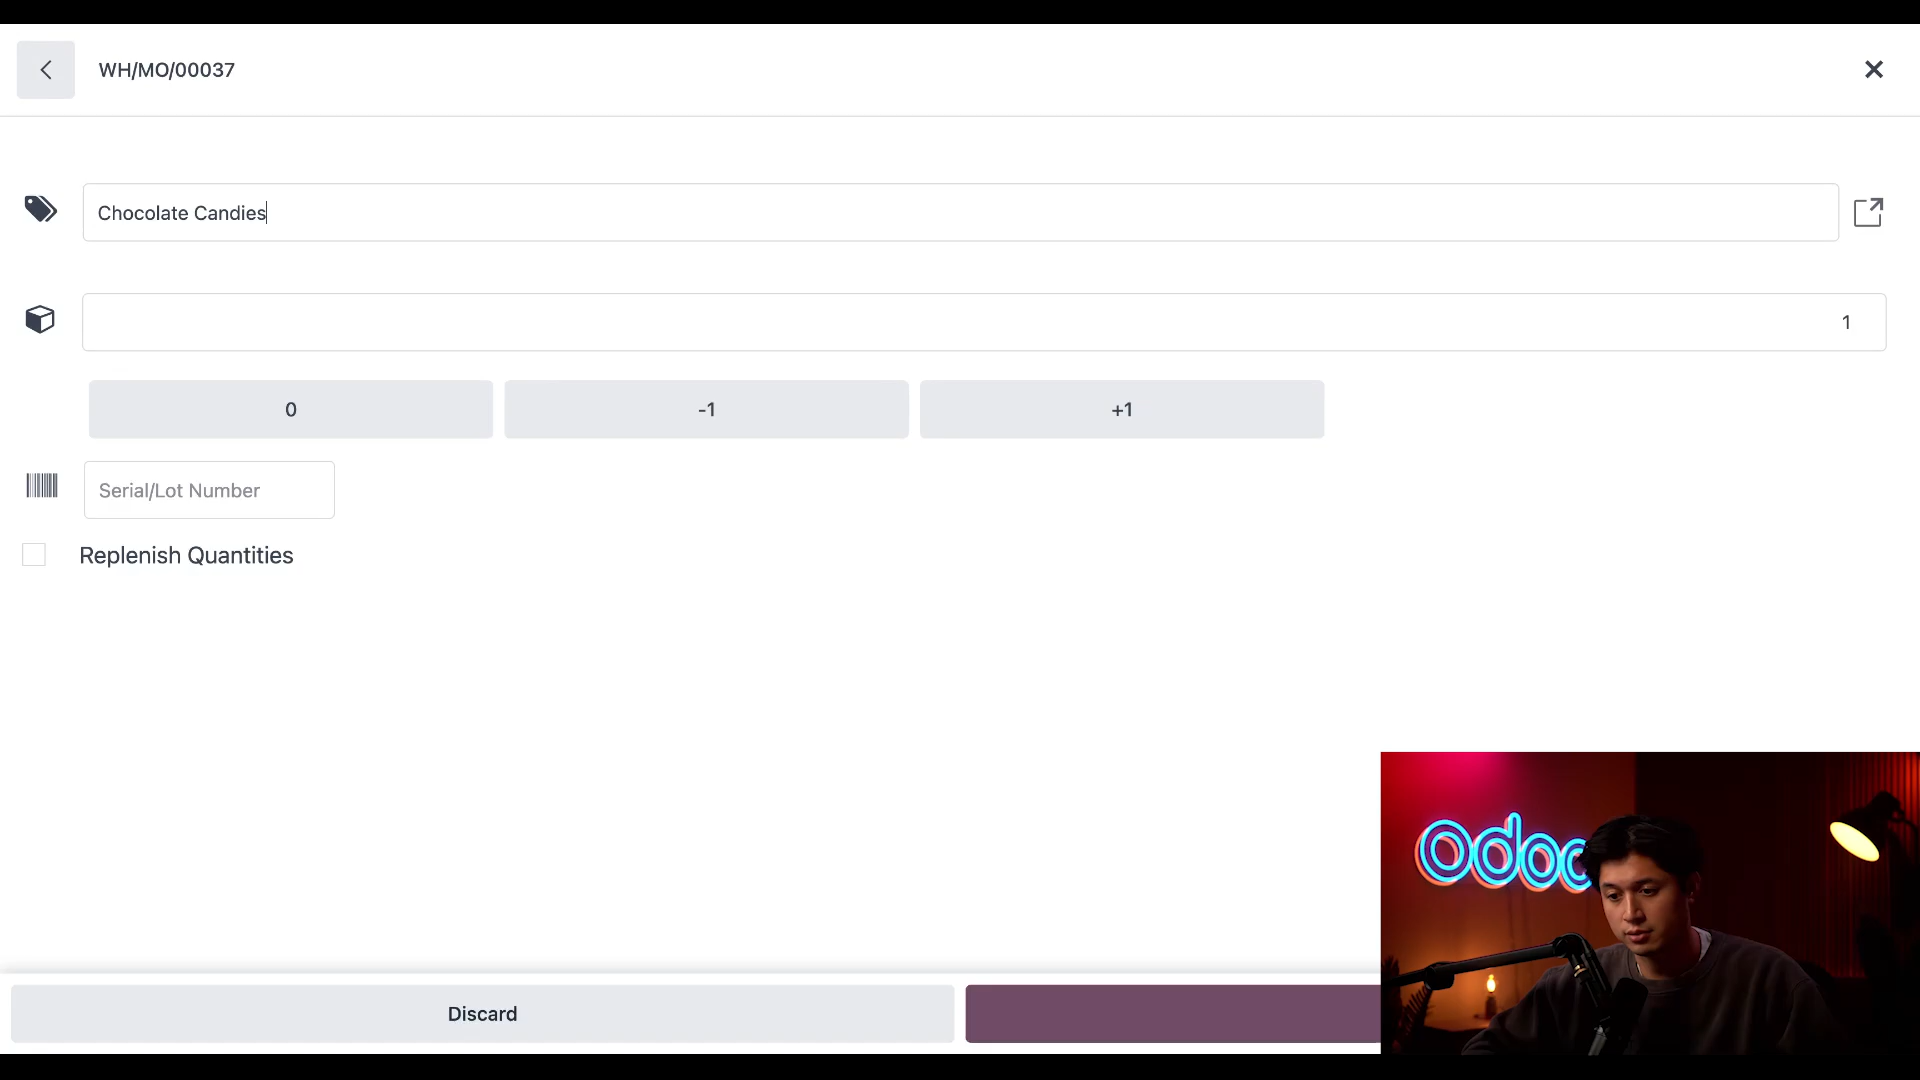 WH/MO/00037
Chocolate Candies
1
0
-1
+1
Serial/Lot Number
Replenish Quantities
Discard
odoo